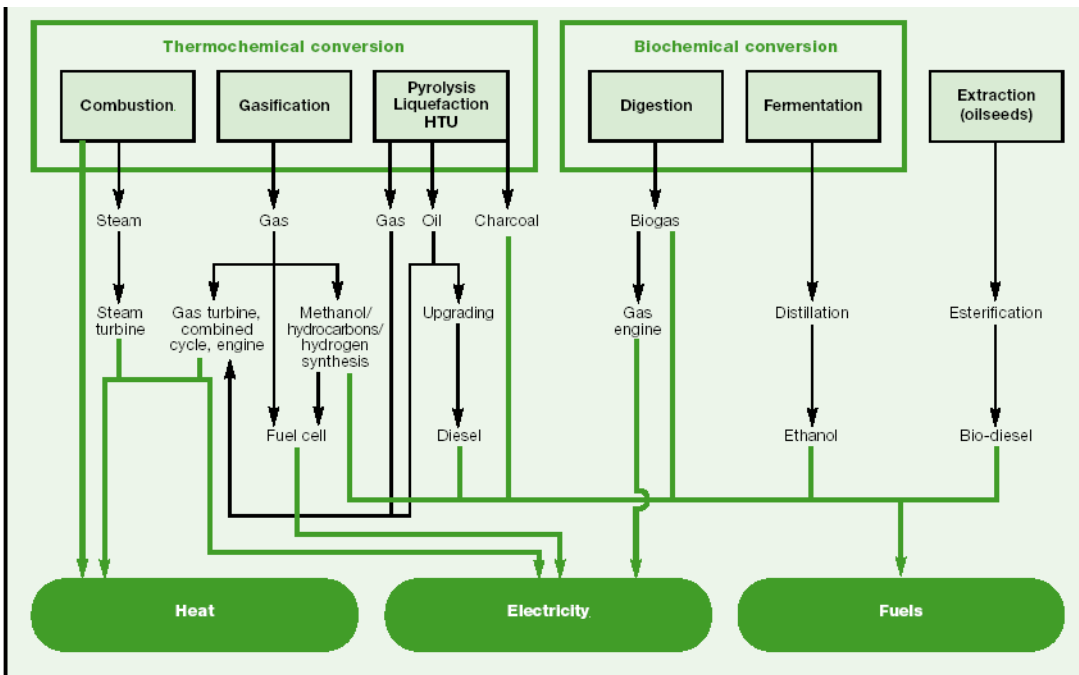 Thermochemical conversion
Biochemical conversion
Combustion.
Gasification
Pyrolysis
Liquefaction
HTU
Digestion
Fermentation
Extraction
(oilseeds)
Steam
Gas
Gas
Oil
Charcoal
Biogas
Steam
turbine
Gas turbine,
combined
cycle, engine
Methanol/
hydrocarbons/
hydrogen
synthesis
Upgrading
Gas
engine
Distillation
Esterification
Fuel cell
Diesel
Ethanol
Bio-diesel
Heat
Electricity.
Fuels